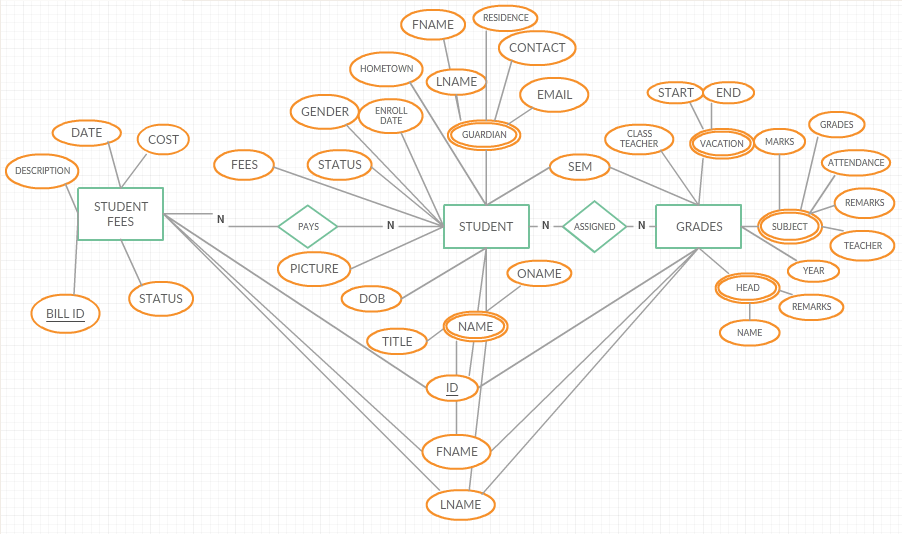 FNAME
RESIDENCE
CONTACT
HOMETOWN
LNAME
EMAIL
START
END
GENDER
ENROLL
DATE
GUARDIAN
CLASS
TEACHER
VACATION
MARKS
GRADES
DATE
COST
FEES
STATUS
SEM
ATTENDANCE
DESCRIPTION
REMARKS
STUDENT
FEES
N
PAYS
N
STUDENT
N
ASSIGNED
N
GRADES
SUBJECT
TEACHER
PICTURE
ONAME
YEAR
BILL ID
STATUS
DOB
HEAD
REMARKS
NAME
TITLE
NAME
ID
FNAME
LNAME